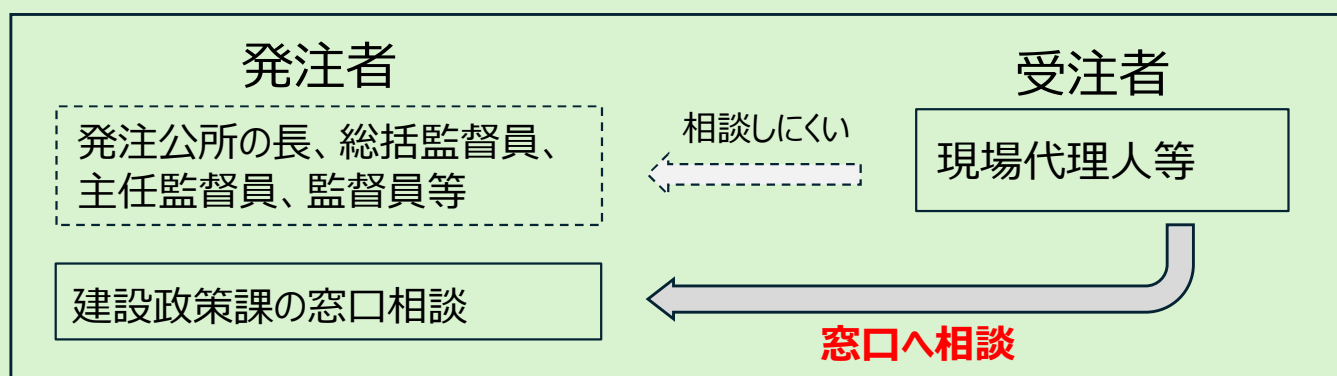 発注者
受注者
発注公所の長、総括監督員、
主任監督員、監督員等
相談しにくい
現場代理人等
建設政策課の窓口相談
窓口へ相談